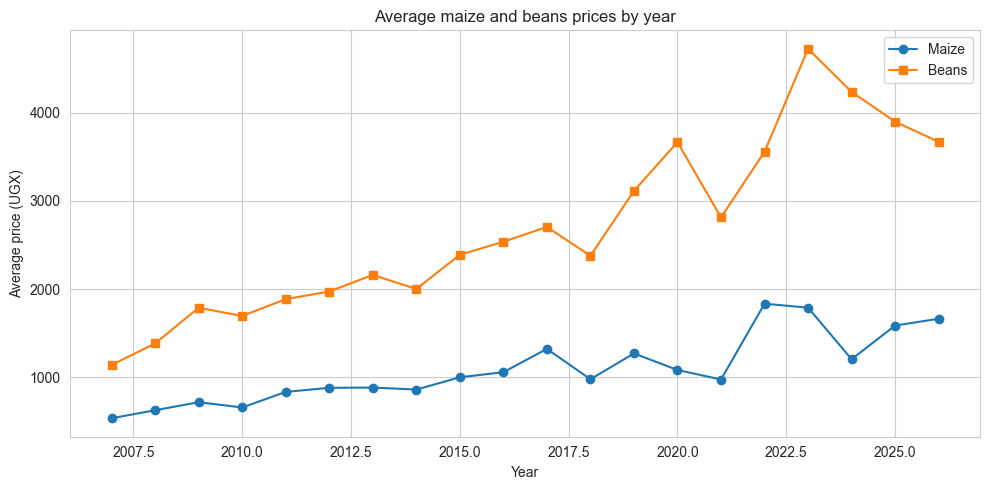 Average maize and beans prices by year
Maize
Beans
4000
3000
2000
1000
Average price (UGX)
2007.5 2010.0 2012.5 2015.0 2017.5 2020.0 2022.5 2025.0
Year